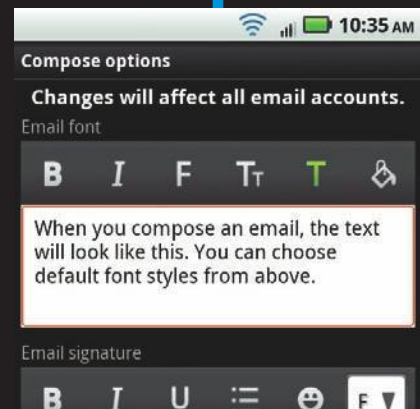 10:35 AM
Compose options
Changes will affect all email accounts.
Email font
B I F TT T
When you compose an email, the text
will look like this. You can choose
default font styles from above.
Email signature
B I U F